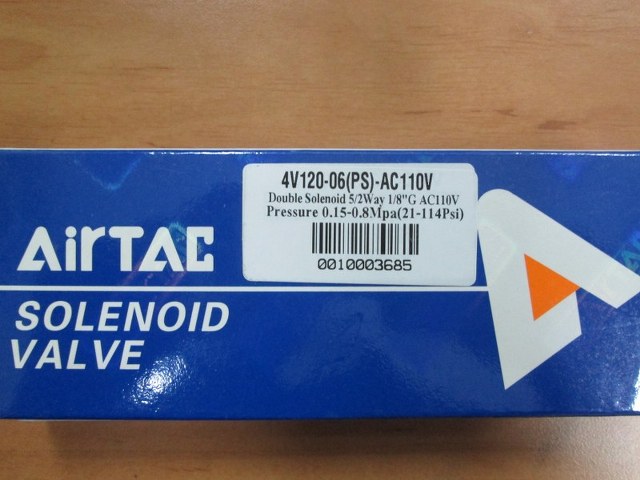 4V120-06(PS)-AC110V
Double Solenoid 5/2Way 1/8"G AC110V
Pressure 0.15-0.8Mpa(21-114Psi)
0010003685
AirTAC
SOLENOID
VALVE